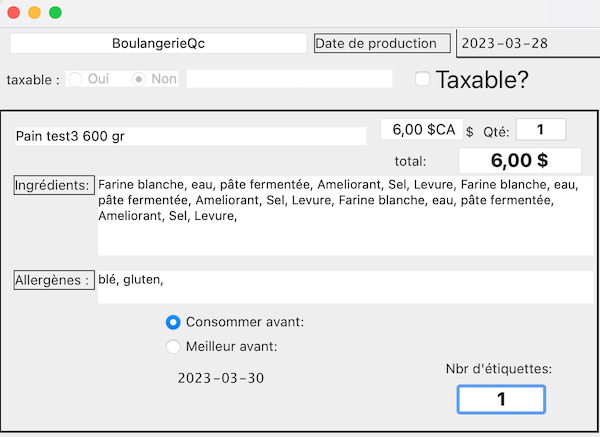 BoulangerieQc
Date de production
2023-03-28
taxable :
Oui
Non
Taxable?
Pain test3 600 gr
6,00 $CA
$
Qté:
1
total:
6,00 $
Ingrédients:
Farine blanche, eau, pâte fermentée, Ameliorant, Sel, Levure, Farine blanche, eau,
pâte fermentée, Ameliorant, Sel, Levure, Farine blanche, eau, pâte fermentée,
Ameliorant, Sel, Levure,
Allergènes :
blé, gluten,
Consommer avant:
Meilleur avant:
2023-03-30
Nbr d'étiquettes:
1